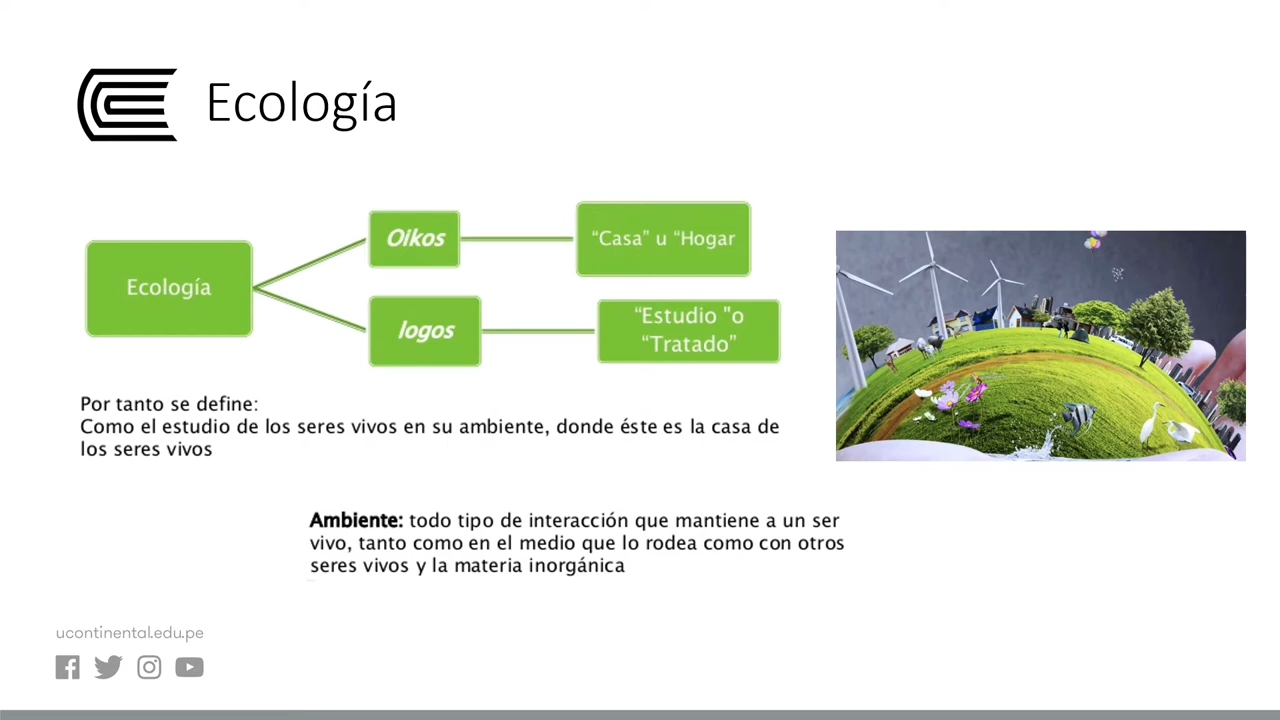 Ecología
Ecología
Oikos
“Casa” u “Hogar
logos
“Estudio "o
“Tratado”
Por tanto se define:
Como el estudio de los seres vivos en su ambiente, donde éste es la casa de
los seres vivos
Ambiente: todo tipo de interacción que mantiene a un ser
vivo, tanto como en el medio que lo rodea como con otros
seres vivos y la materia inorgánica
ucontinental.edu.pe